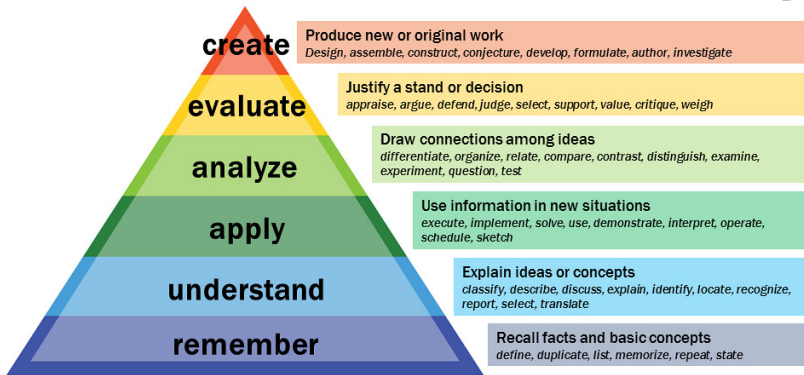 create
Produce new or original work
Design, assemble, construct, conjecture, develop, formulate, author, investigate
evaluate
Justify a stand or decision
appraise, argue, defend, judge, select, support, value, critique, weigh
analyze
Draw connections among ideas
differentiate, organize, relate, compare, contrast, distinguish, examine,
experiment, question, test
apply
Use information in new situations
execute, implement, solve, use, demonstrate, interpret, operate,
schedule, sketch
understand
Explain ideas or concepts
classify, describe, discuss, explain, identify, locate, recognize,
report, select, translate
remember
Recall facts and basic concepts
define, duplicate, list, memorize, repeat, state